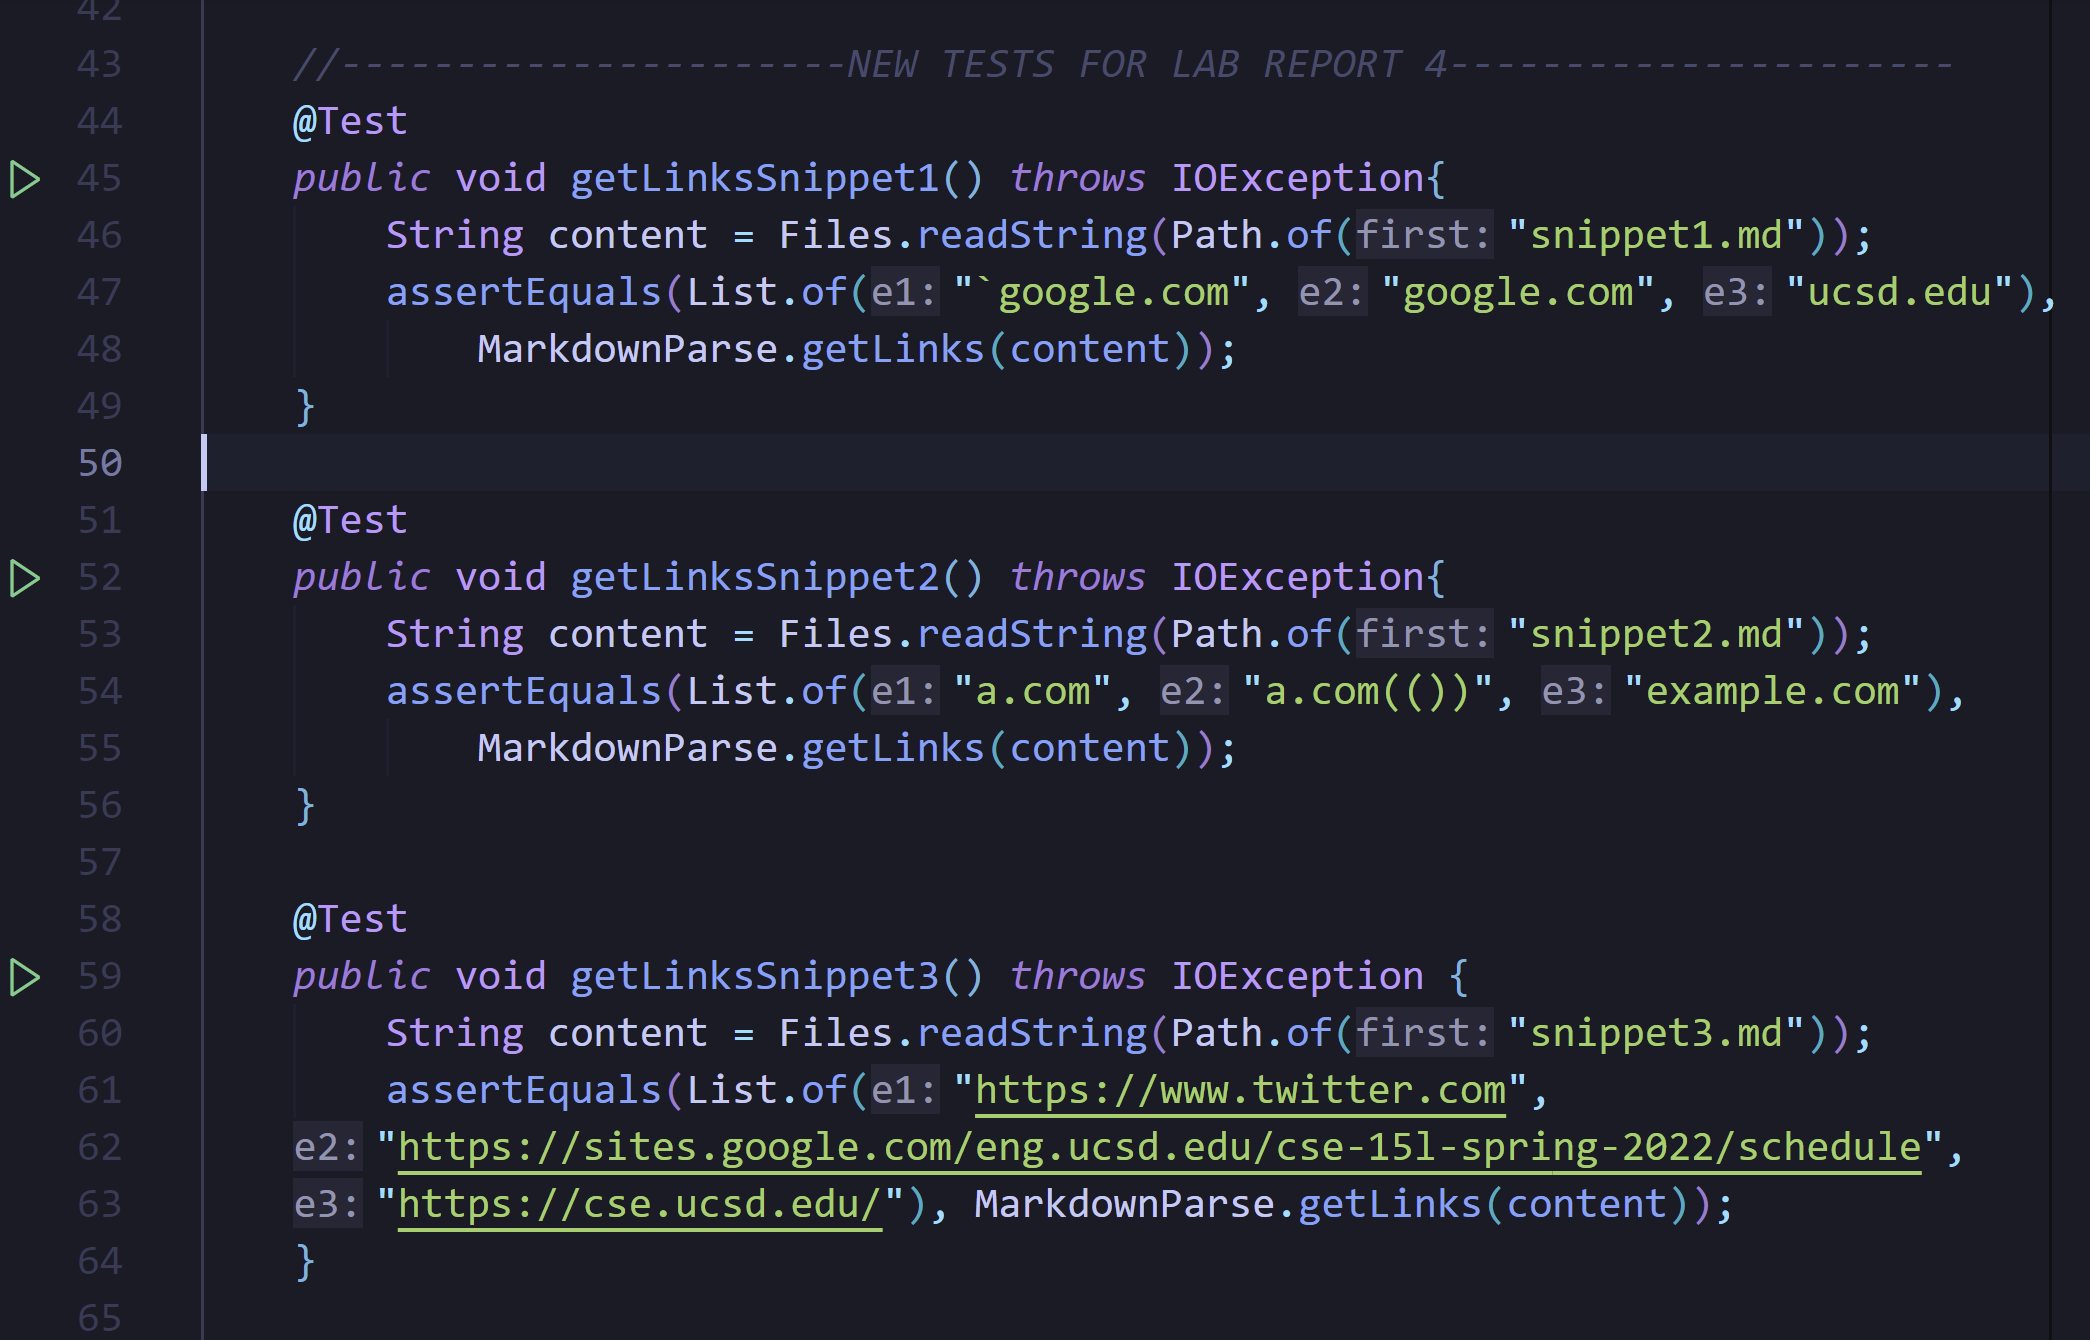 42
43 //----------------------NEW TESTS FOR LAB REPORT 4----------------------
44 @Test
45 public void getLinksSnippet1() throws IOException{
46 String content = Files.readString(Path.of(first: "snippet1.md"));
47 assertEquals(List.of(e1: "`google.com", e2: "google.com", e3: "ucsd.edu"),
48 MarkdownParse.getLinks(content));
49 }
50
51 @Test
52 public void getLinksSnippet2() throws IOException{
53 String content = Files.readString(Path.of(first: "snippet2.md"));
54 assertEquals(List.of(e1: "a.com", e2: "a.com(())", e3: "example.com"),
55 MarkdownParse.getLinks(content));
56 }
57
58 @Test
59 public void getLinksSnippet3() throws IOException {
60 String content = Files.readString(Path.of(first: "snippet3.md"));
61 assertEquals(List.of(e1: "https://www.twitter.com",
62 e2: "https://sites.google.com/eng.ucsd.edu/cse-15l-spring-2022/schedule",
63 e3: "https://cse.ucsd.edu/"), MarkdownParse.getLinks(content));
64 }
65